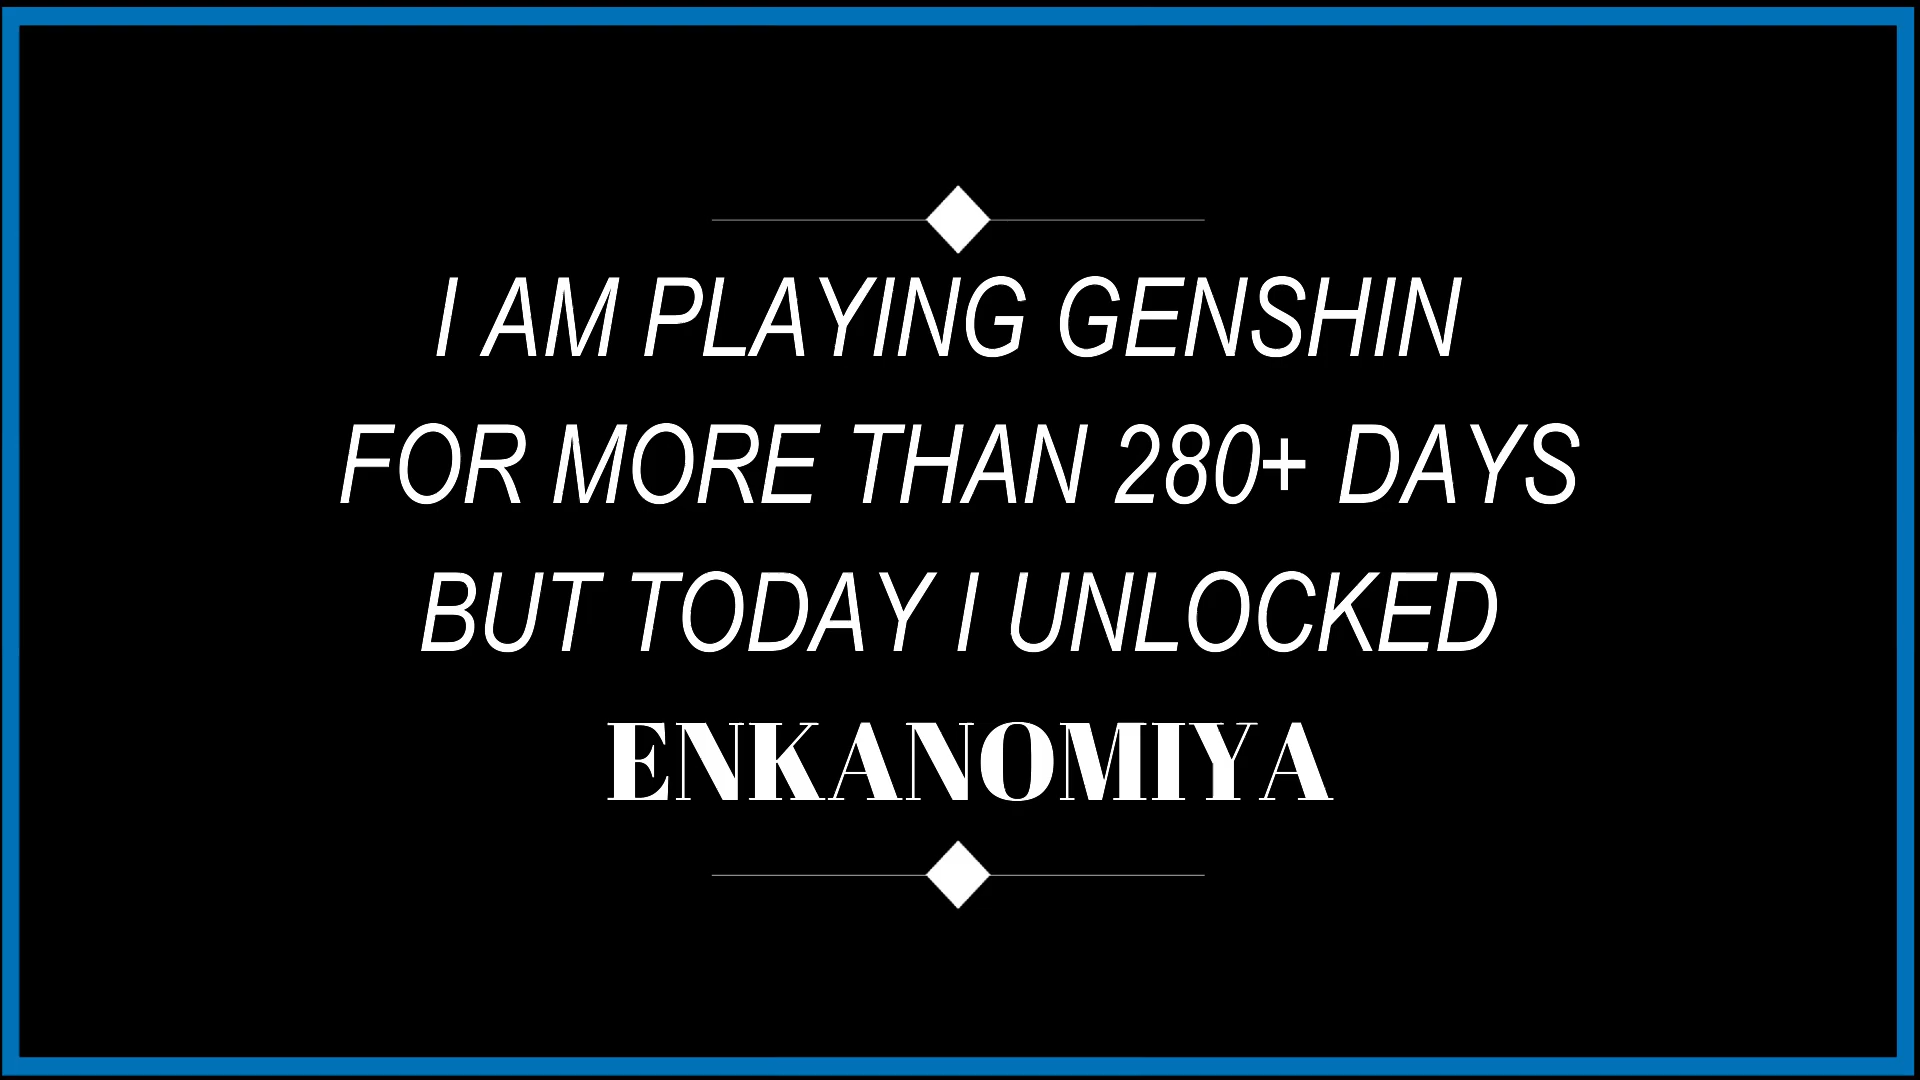 I AM PLAYING GENSHIN
FOR MORE THAN 280+ DAYS
BUT TODAY I UNLOCKED
ENKANOMIYA